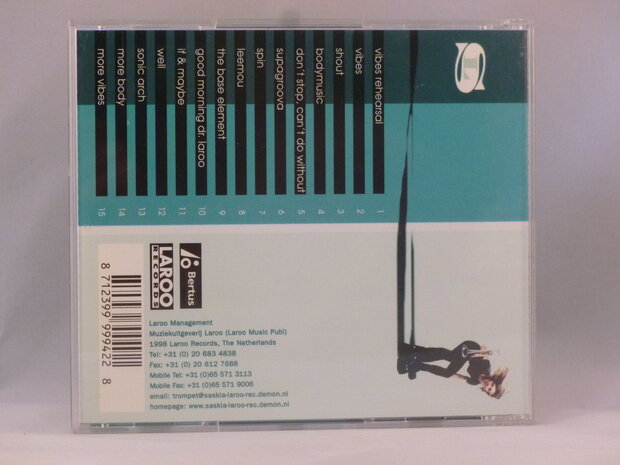 1 vibes rehearsal
2 vibes
3 shout
4 bodymusic
5 don't stop, can't do without
6 supagroova
7 spin
8 leemou
9 the base element
10 good morning dr. laroo
11 if & maybe
12 well
13 sonic arch
14 more body
15 more vibes
Bertus
LAROO
RECORDS
8 712399 999422 8
Laroo Management
Muziekuitgeverij Laroo (Laroo Music Publ)
1998 Laroo Records, The Netherlands
Tel: +31 (0) 20 683 4838
Fax: +31 (0) 20 612 7688
Mobile Tel: +31 (0)65 571 3113
Mobile Fax: +31 (0)65 571 9006
email: trompet@saskia-laroo-rec.demon.nl
homepage: www.saskia-laroo-rec.demon.nl